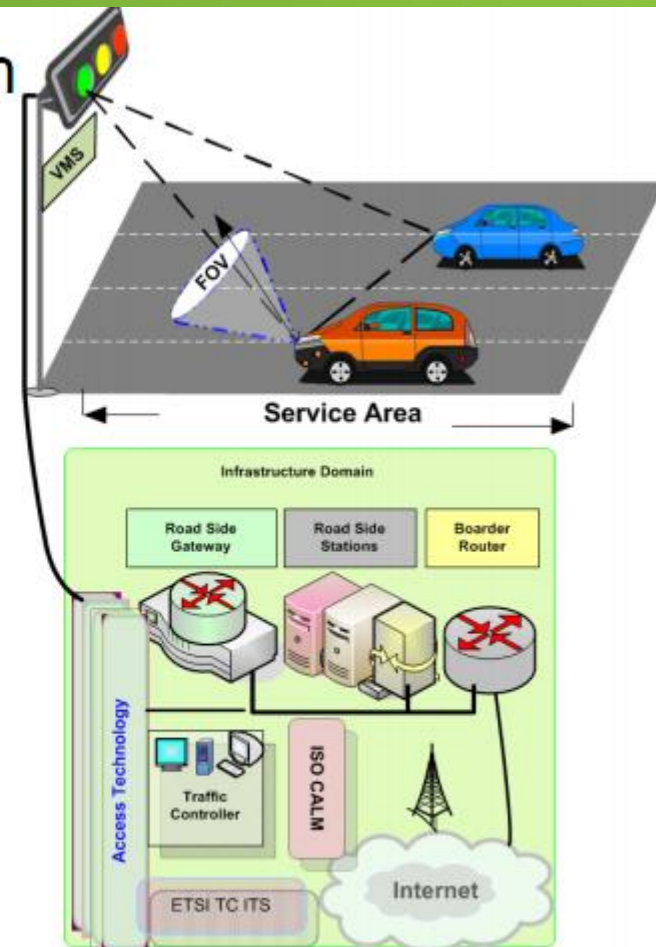 n
VMS
FOV
Service Area
Infrastructure Domain
Road Side
Gateway
Road Side
Stations
Boarder
Router
Access Technology
Traffic
Controller
ISO CALM
Internet
ETSI TC ITS